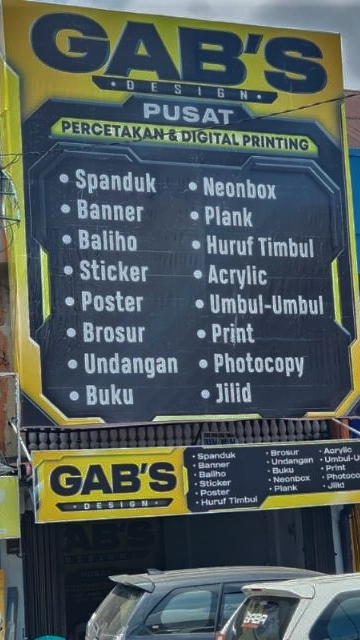 GAB'S
• DESIGN •
PUSAT
PERCETAKAN & DIGITAL PRINTING
• Spanduk
• Banner
• Baliho
• Sticker
• Poster
• Brosur
• Undangan
• Buku
• Neonbox
• Plank
• Huruf Timbul
• Acrylic
• Umbul-Umbul
• Print
• Photocopy
• Jilid
GAB'S
• DESIGN •
• Spanduk
• Banner
• Baliho
• Sticker
• Poster
• Huruf Timbul
• Brosur
• Undangan
• Buku
• Neonbox
• Plank
• Acrylic
• Umbul-U
• Print
• Photoco
• Jilid